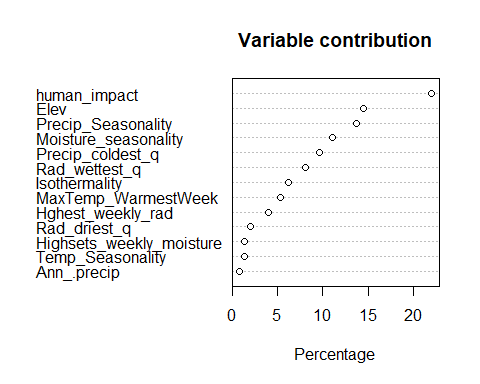 Variable contribution
human_impact
Elev
Precip_Seasonality
Moisture_seasonality
Precip_coldest_q
Rad_wettest_q
Isothermality
MaxTemp_WarmestWeek
Hghest_weekly_rad
Rad_driest_q
Highsets_weekly_moisture
Temp_Seasonality
Ann_.precip
0 5 10 15 20
Percentage